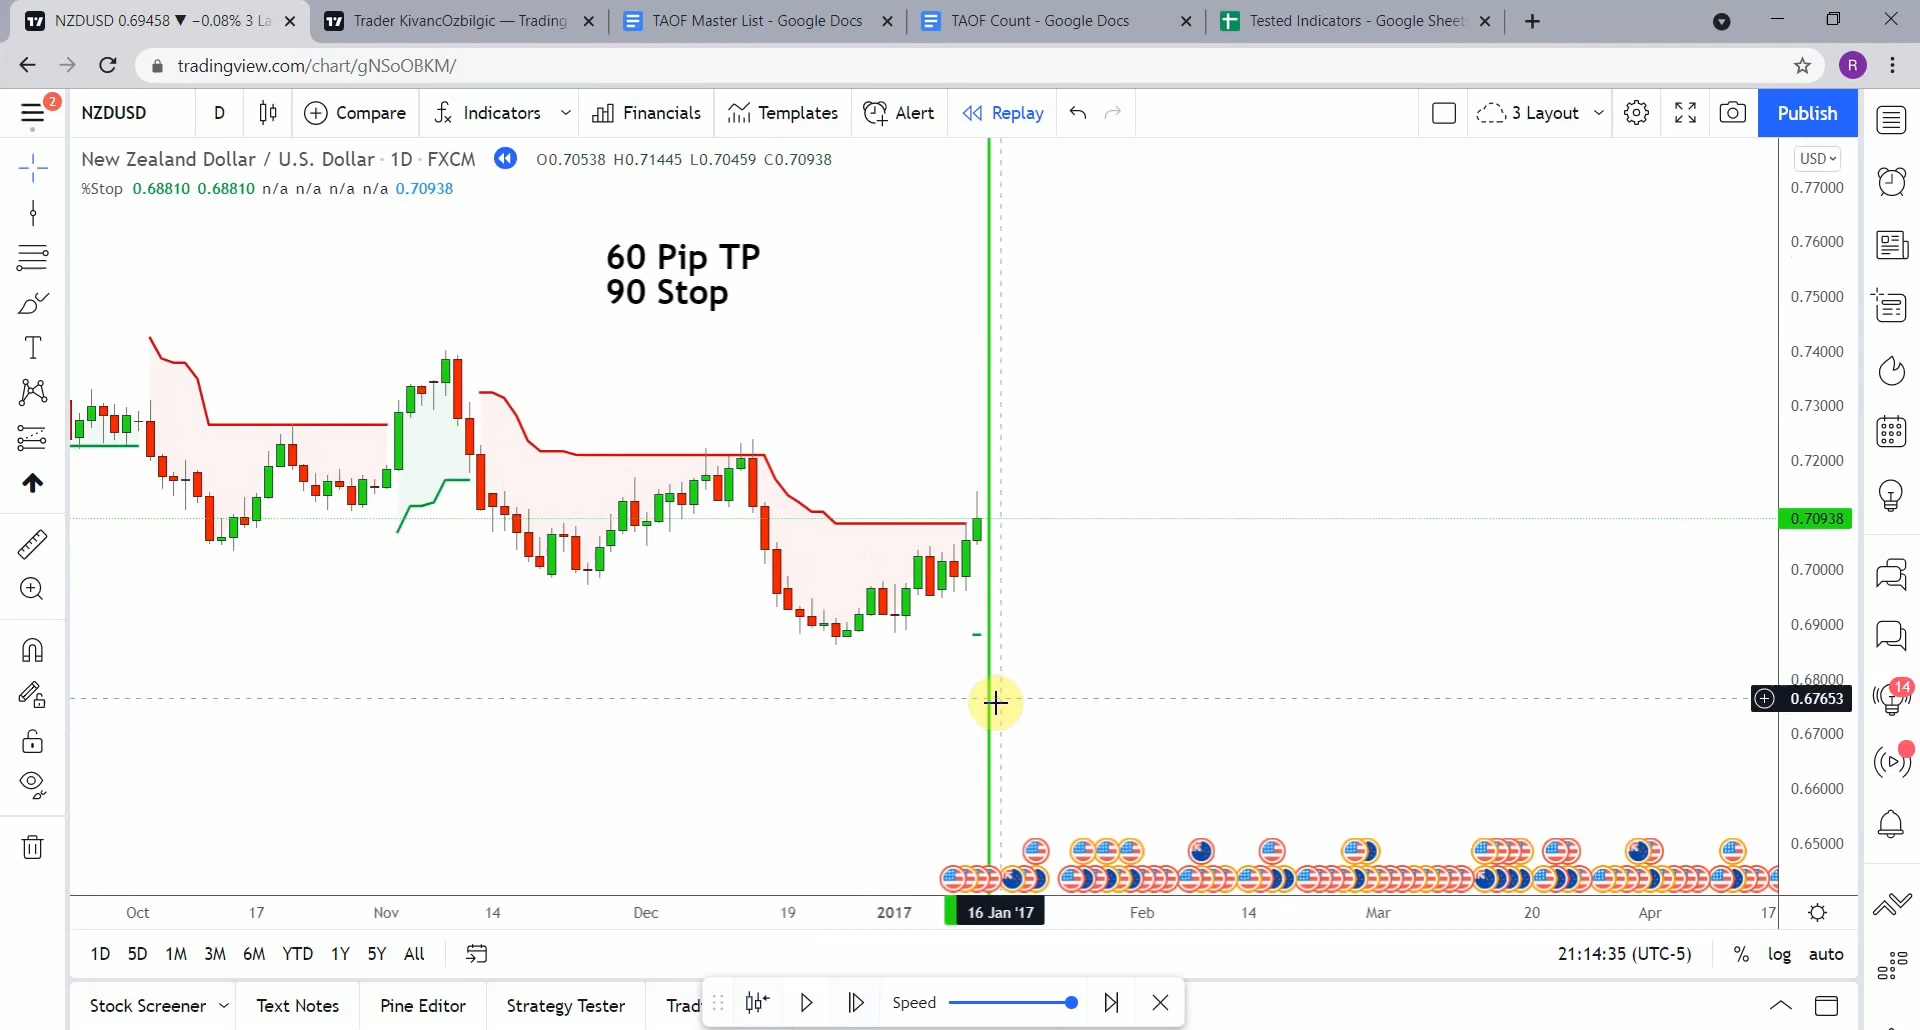 NZDUSD 0.69458 ▼ −0.08% 3 La
Trader KivancOzbilgic — Trading
TAOF Master List - Google Docs
TAOF Count - Google Docs
Tested Indicators - Google Sheet
tradingview.com/chart/gNSoOBKM/
R
2
NZDUSD
D
Compare
Indicators
Financials
Templates
Alert
Replay
3 Layout
Publish
New Zealand Dollar / U.S. Dollar · 1D · FXCM
O0.70538 H0.71445 L0.70459 C0.70938
USD
%Stop 0.68810 0.68810 n/a n/a n/a n/a 0.70938
60 Pip TP
90 Stop
0.77000
0.76000
0.75000
0.74000
0.73000
0.72000
0.70938
0.70000
0.69000
0.68000
0.67653
0.67000
0.66000
0.65000
14
Oct 17 Nov 14 Dec 19 2017 16 Jan '17 Feb 14 Mar 20 Apr 17
1D 5D 1M 3M 6M YTD 1Y 5Y All
21:14:35 (UTC-5) % log auto
Stock Screener
Text Notes
Pine Editor
Strategy Tester
Trad
Speed